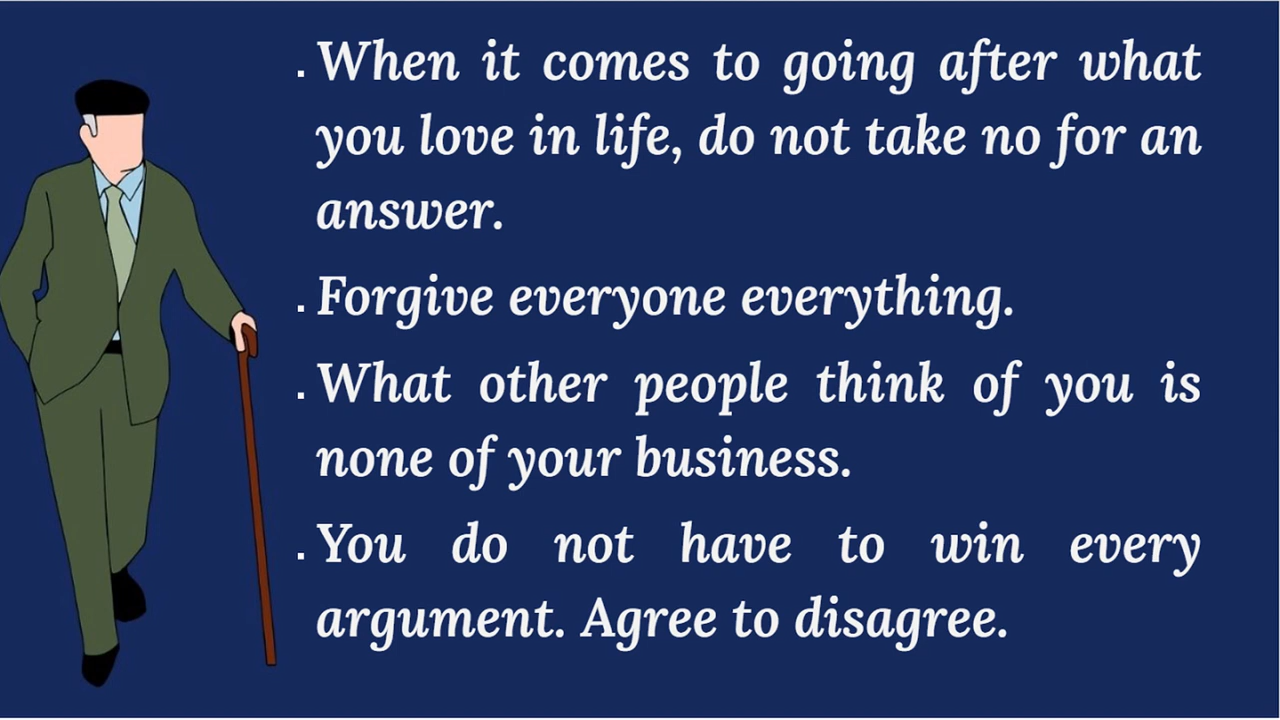 . When it comes to going after what
you love in life, do not take no for an
answer.
. Forgive everyone everything.
. What other people think of you is
none of your business.
. You do not have to win every
argument. Agree to disagree.